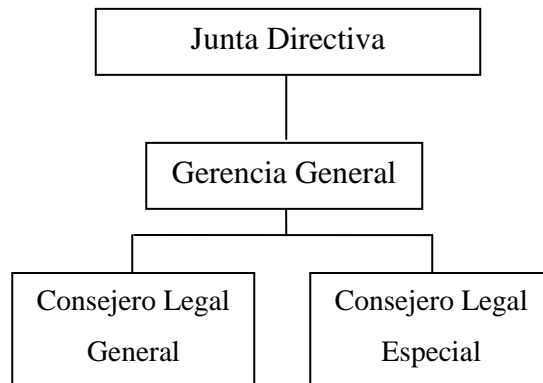 Junta Directiva
Gerencia General
Consejero Legal
General
Consejero Legal
Especial